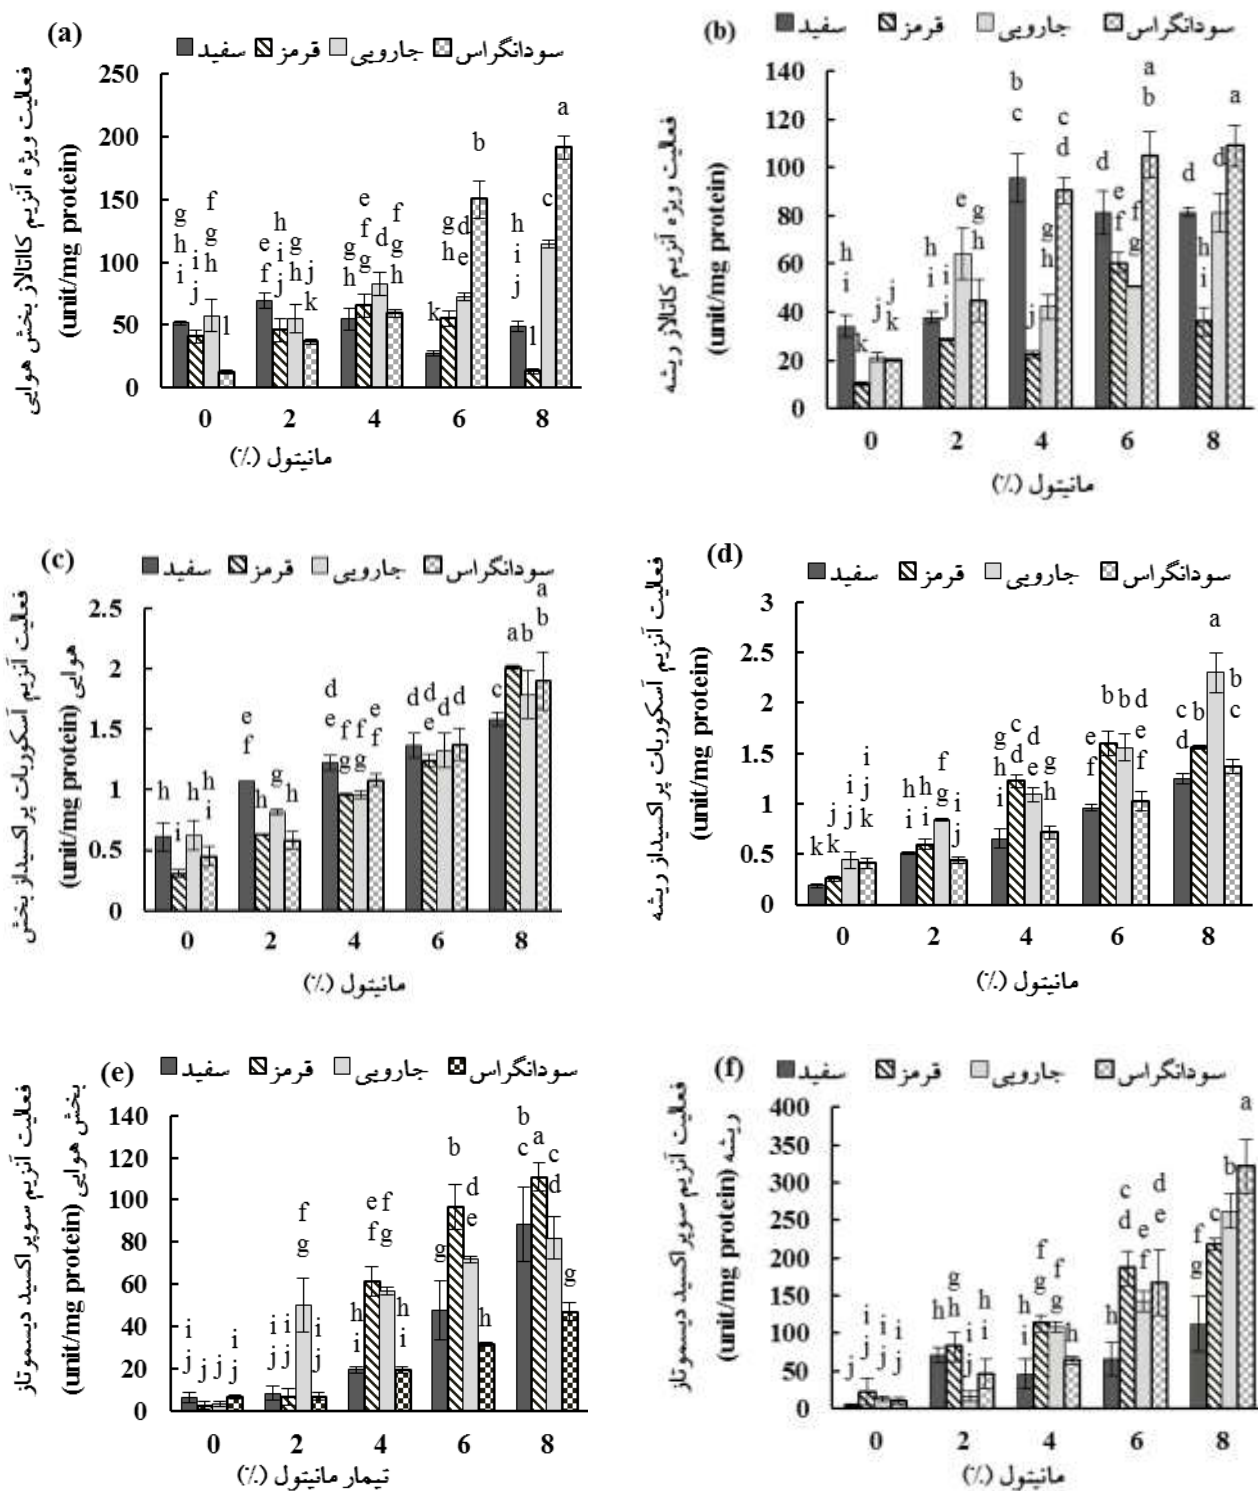 (a)
سفید قرمز جارویی سودانگراس
فعالیت ویژه آنزیم کاتالاز بخش هوایی
(unit/mg protein)
250
200
150
100
50
0
g h i
i j
f g h
l
e f
h i j
g h
j k
g h
e f g
d
f g h
k
g h
d e
b
h i j
l
c
a
0 2 4 6 8
مانیتول (٪)
(b)
سفید قرمز جارویی سودانگراس
فعالیت ویژه آنزیم کاتالاز ریشه
(unit/mg protein)
140
120
100
80
60
40
20
0
h i
k
j
j k
h i
i j
e
g h
b c
j
g h
c d
d
e f
f g
a b
d
h i
d
a
0 2 4 6 8
مانیتول (٪)
(c)
سفید قرمز جارویی سودانگراس
فعالیت آنزیم آسکوربات پراکسیداز بخش
هوایی (unit/mg protein)
2.5
2
1.5
1
0.5
0
h
i
h
h i
e f
h
g
h
d e
f g
f g
e f
d
d e
d
d
c
a
b
a b
0 2 4 6 8
مانیتول (٪)
(d)
سفید قرمز جارویی سودانگراس
فعالیت آنزیم آسکوربات پراکسیداز ریشه
(unit/mg protein)
3
2.5
2
1.5
1
0.5
0
k
j k
i j
i j k
h i
h i
f g
i j
g h i
c d
d e
g h
e f
b
b
d e f
c d
b
a
b c
0 2 4 6 8
مانیتول (٪)
(e)
سفید قرمز جارویی سودانگراس
فعالیت آنزیم سوپراکسید دیسموتاز
بخش هوایی (unit/mg protein)
140
120
100
80
60
40
20
0
i j
j
j
i j
i j
i j
f g
i j
h i
e f
f g
h i
g
b
d e
h
b c
a
c d
g
0 2 4 6 8
تیمار مانیتول (٪)
(f)
سفید قرمز جارویی سودانگراس
فعالیت آنزیم سوپراکسید دیسموتاز
ریشه (unit/mg protein)
400
350
300
250
200
150
100
50
0
j
i j
i j
i j
h
g h
i j
h i
h i
f g
f g
h
h
c d
e f
d e
f g
c
b
a
0 2 4 6 8
مانیتول (٪)